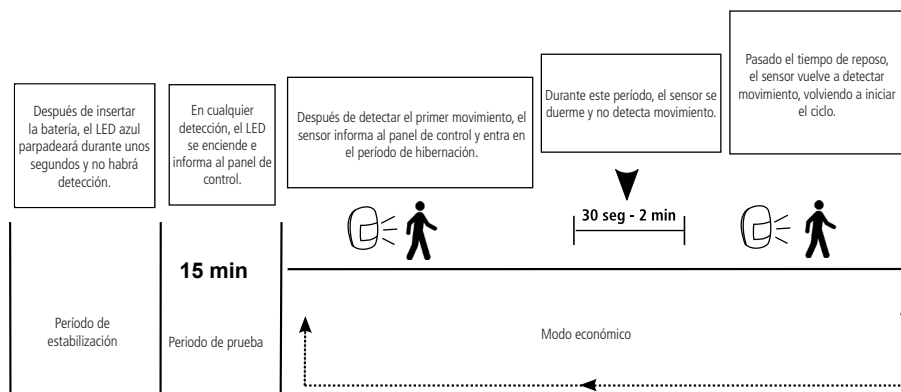 Después de insertar
la batería, el LED azul
parpadeará durante unos
segundos y no habrá
detección.
En cualquier
detección, el LED
se enciende e
informa al panel de
control.
Después de detectar el primer movimiento, el
sensor informa al panel de control y entra en
el período de hibernación.
Durante este período, el sensor se
duerme y no detecta movimiento.
Pasado el tiempo de reposo,
el sensor vuelve a detectar
movimiento, volviendo a iniciar
el ciclo.
30 seg - 2 min
15 min
Período de
estabilización
Periodo de prueba
Modo económico